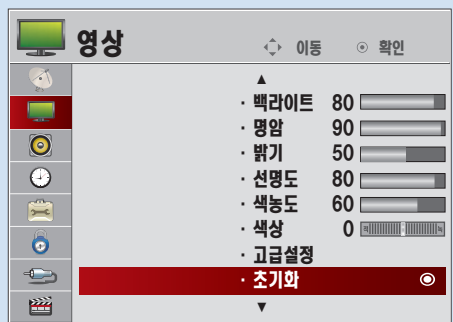 영상 이동 확인
▲
· 백라이트 80
· 명암 90
· 밝기 50
· 선명도 80
· 색농도 60
· 색상 0
· 고급설정
· 초기화
▼